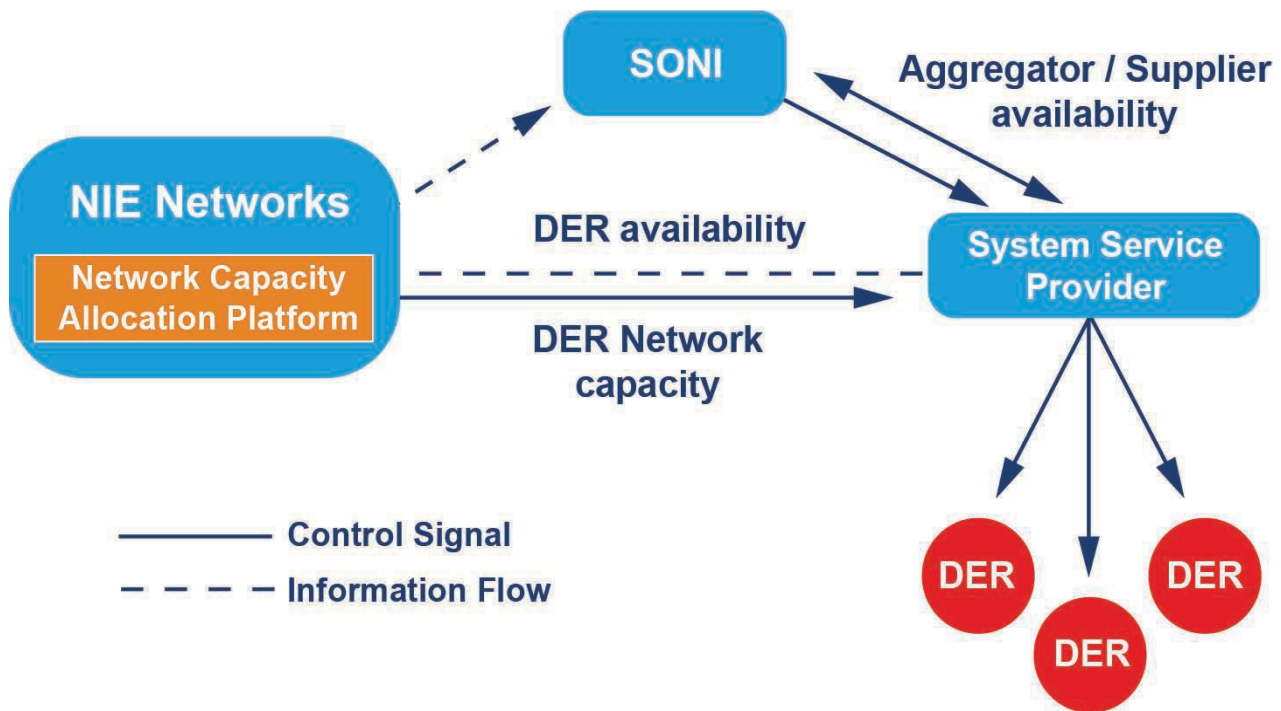 SONI
Aggregator / Supplier
availability
NIE Networks
Network Capacity
Allocation Platform
DER availability
System Service
Provider
DER Network
capacity
Control Signal
Information Flow
DER
DER
DER